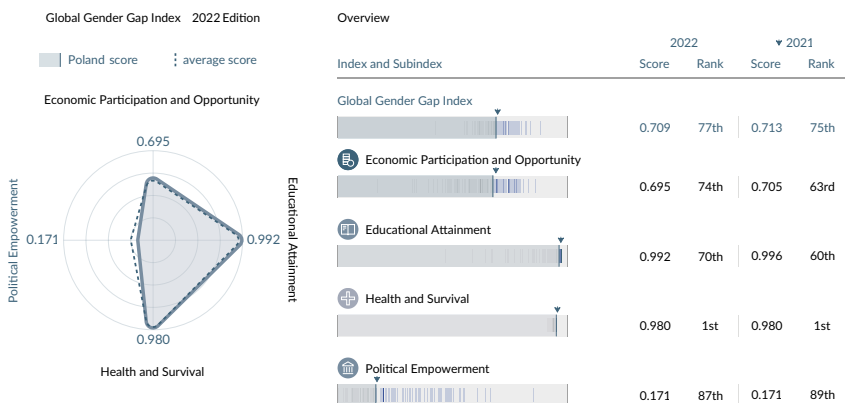 Global Gender Gap Index 2022 Edition
Poland score average score
Economic Participation and Opportunity
0.695
Political Empowerment
0.171
0.992
Educational Attainment
0.980
Health and Survival
Overview
2022 2021
Index and Subindex Score Rank Score Rank
Global Gender Gap Index
0.709 77th 0.713 75th
Economic Participation and Opportunity
0.695 74th 0.705 63rd
Educational Attainment
0.992 70th 0.996 60th
Health and Survival
0.980 1st 0.980 1st
Political Empowerment
0.171 87th 0.171 89th